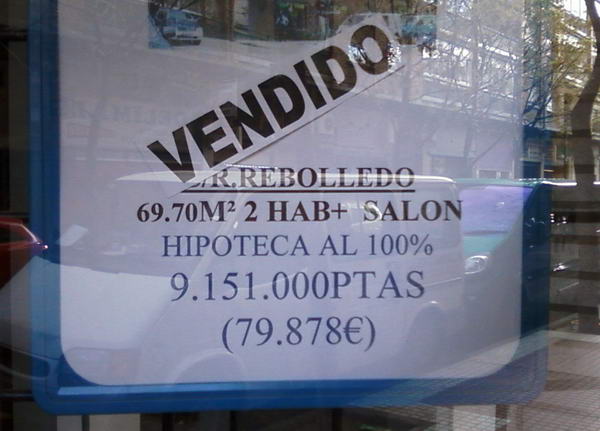 VENDIDO
/R.REBOLLEDO
69.70M² 2 HAB+ SALON
HIPOTECA AL 100%
9.151.000PTAS
(79.878€)